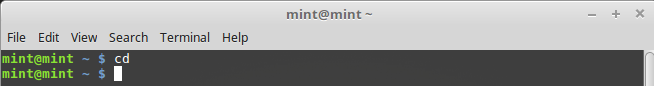 mint@mint ~
File Edit View Search Terminal Help
mint@mint ~ $ cd
mint@mint ~ $